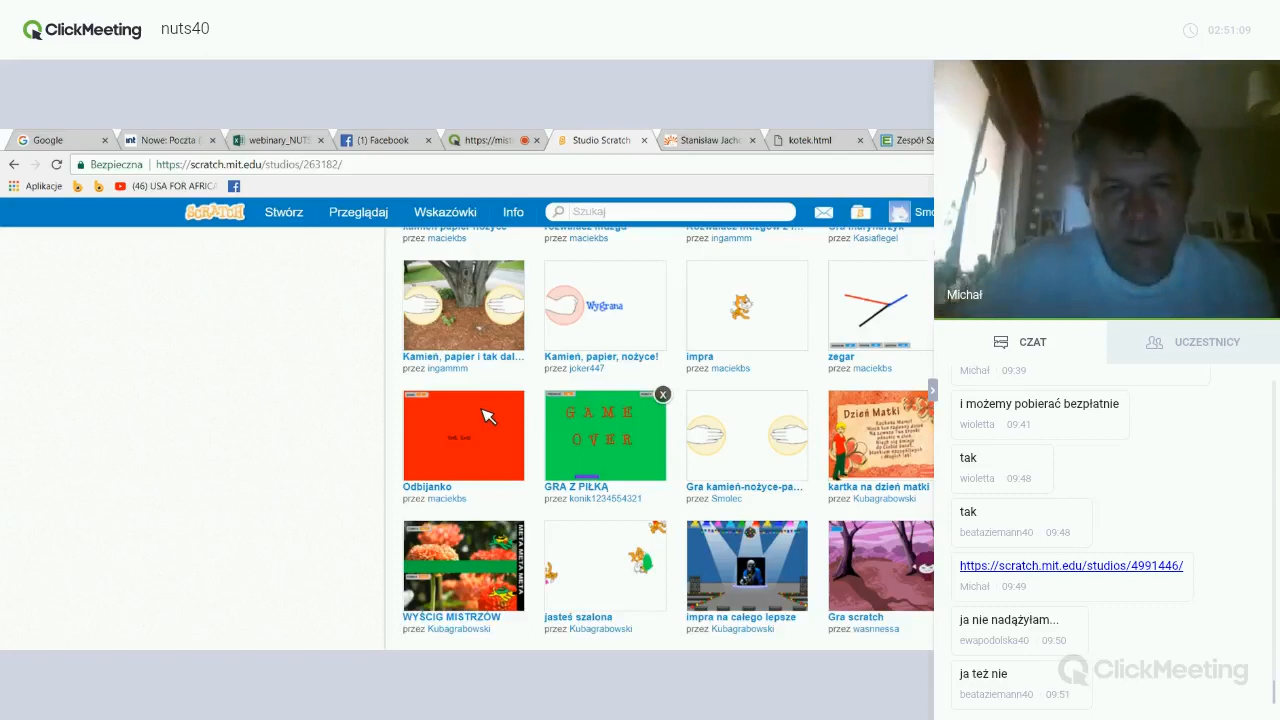 ClickMeeting
nuts40
02:51:09
Google
Nowe: Poczta
webinary_NUTS
(1) Facebook
https://mist
Studio Scratch
Stanisław Jacho
kotek.html
Zespół Sz
Bezpieczna
https://scratch.mit.edu/studios/263182/
Aplikacje
(46) USA FOR AFRICA
SCRATCH
Stwórz
Przeglądaj
Wskazówki
Info
Szukaj
Smo
przez maciekbs
przez maciekbs
przez ingammm
przez Kasiaflegel
Wygrana
Kamień, papier i tak dal...
przez ingammm
Kamień, papier, nożyce!
przez joker447
impra
przez maciekbs
zegar
przez maciekbs
GAME
OVER
x
Dzień Matki
Odbijanko
przez maciekbs
GRA Z PIŁKĄ
przez konik1234554321
Gra kamień-nożyce-pa...
przez Smolec
kartka na dzień matki
przez Kubagrabowski
META META META
WYŚCIG MISTRZÓW
przez Kubagrabowski
jasteś szalona
przez Kubagrabowski
impra na całego lepsze
przez Kubagrabowski
Gra scratch
przez wasnnessa
Michał
CZAT
UCZESTNICY
Michał 09:39
i możemy pobierać bezpłatnie
wioletta 09:41
tak
wioletta 09:48
tak
beataziemann40 09:48
https://scratch.mit.edu/studios/4991446/
Michał 09:49
ja nie nadążyłam...
ewapodolska40 09:50
ja też nie
beataziemann40 09:51
ClickMeeting